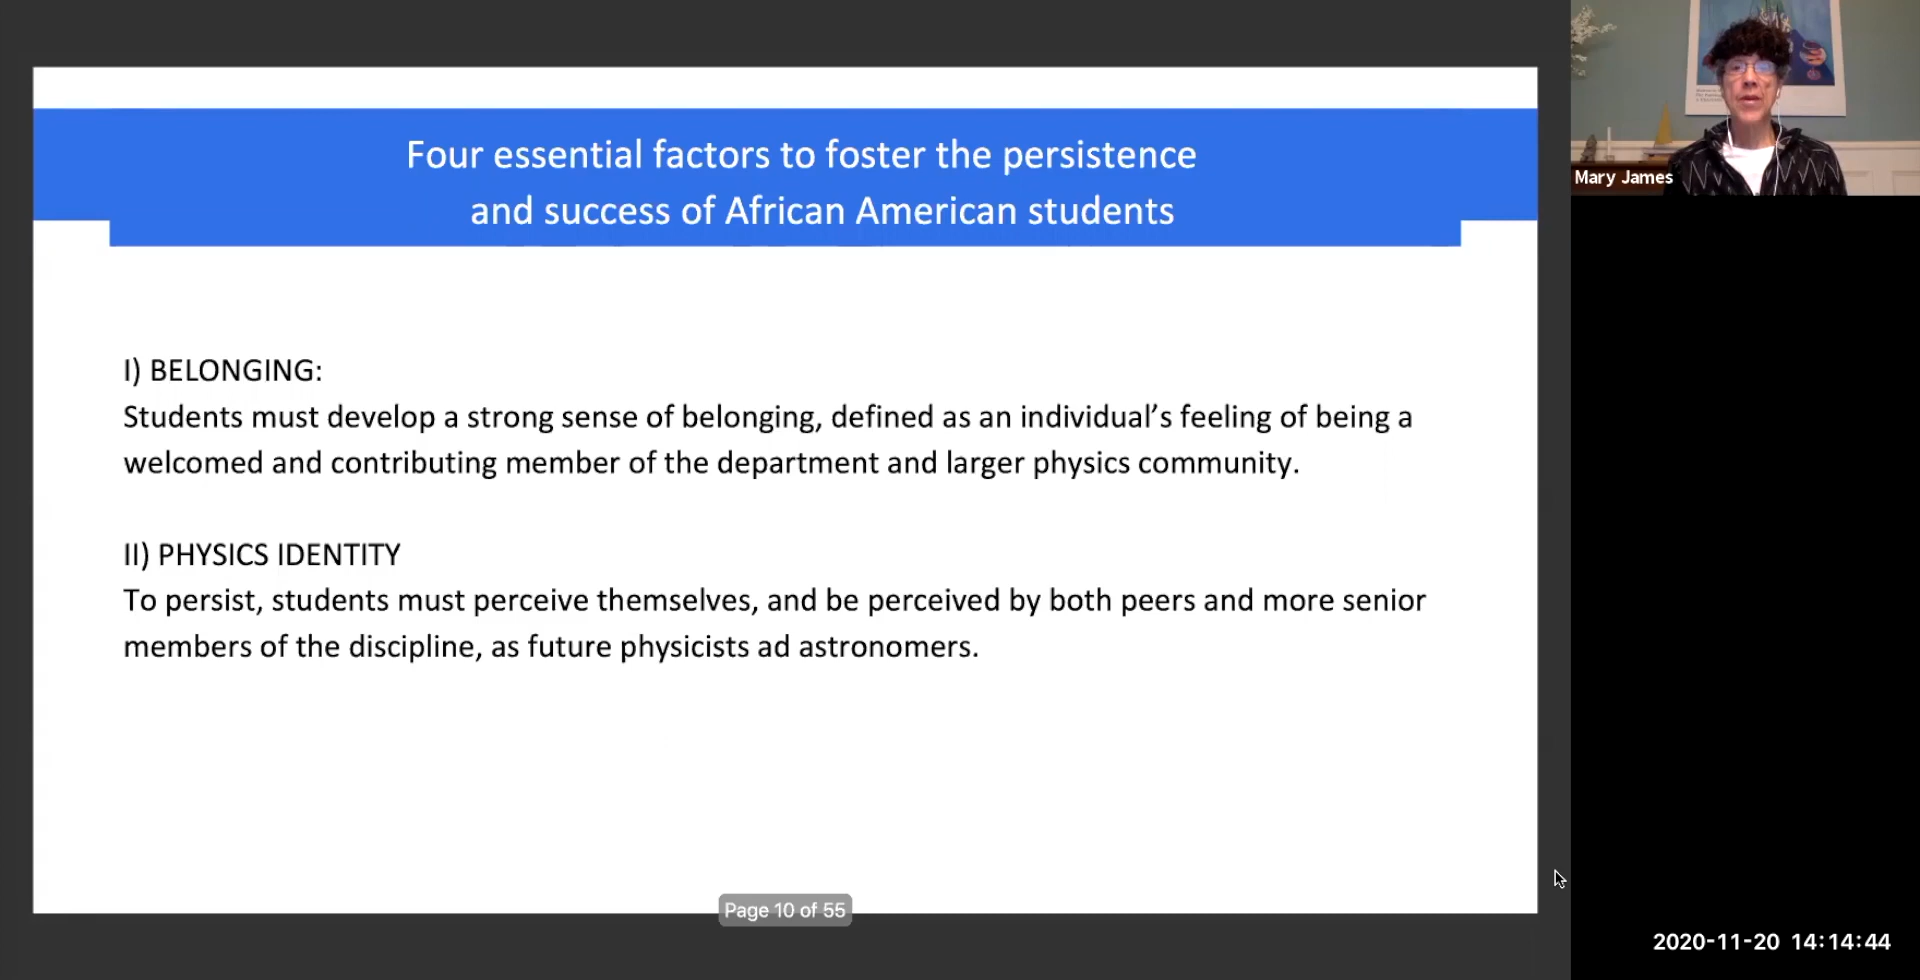 Four essential factors to foster the persistence
and success of African American students
I) BELONGING:
Students must develop a strong sense of belonging, defined as an individual’s feeling of being a
welcomed and contributing member of the department and larger physics community.
II) PHYSICS IDENTITY
To persist, students must perceive themselves, and be perceived by both peers and more senior
members of the discipline, as future physicists ad astronomers.
Page 10 of 55
Mary James
2020-11-20 14:14:44